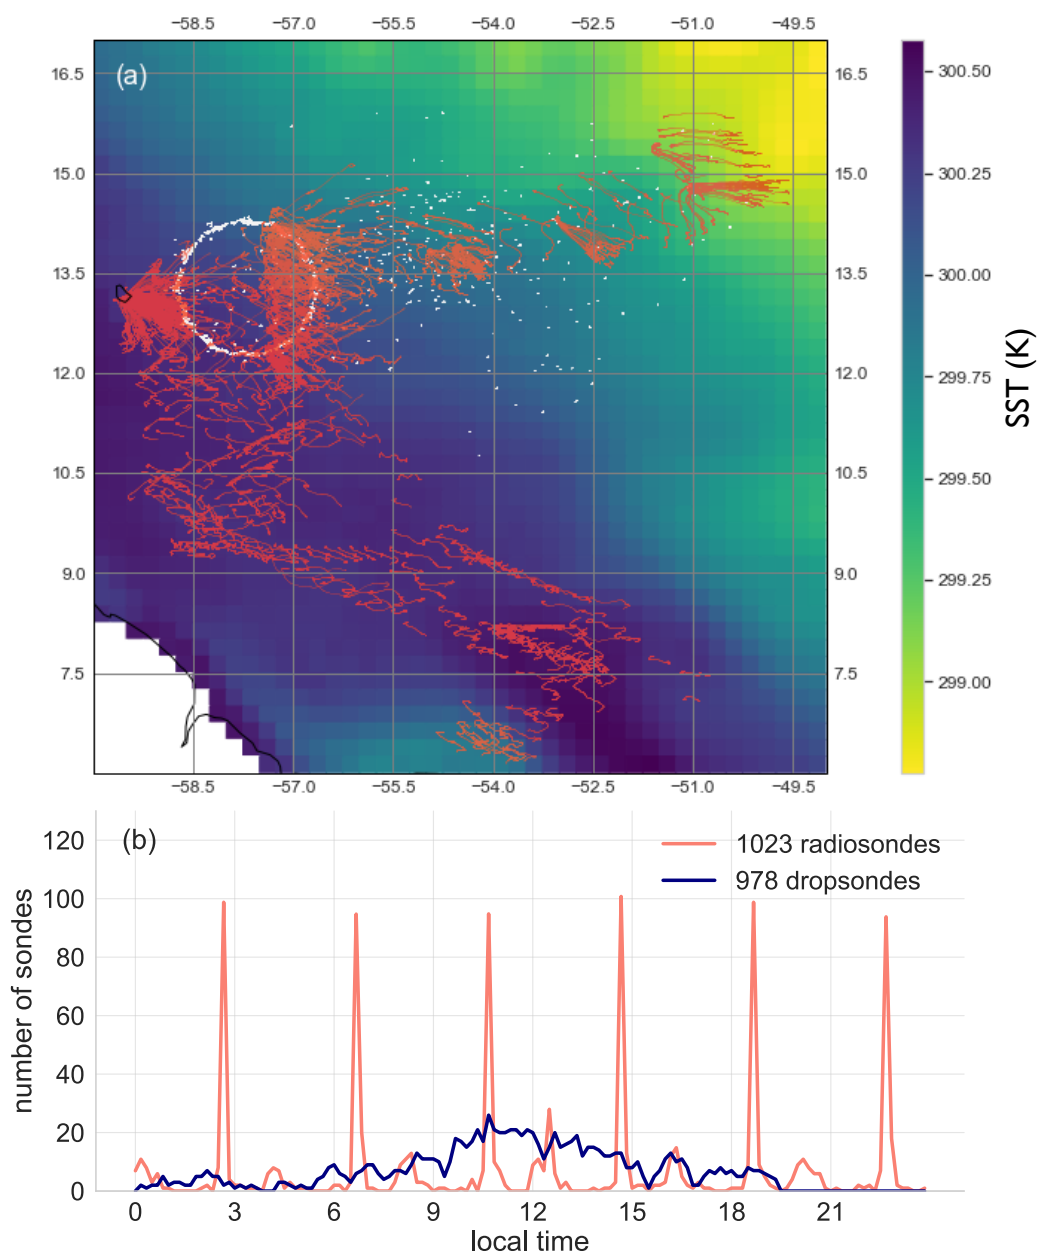 −58.5 −57.0 −55.5 −54.0 −52.5 −51.0 −49.5
(a)
16.5 16.5
15.0 15.0
13.5 13.5
12.0 12.0
10.5 10.5
9.0 9.0
7.5 7.5
−58.5 −57.0 −55.5 −54.0 −52.5 −51.0 −49.5
300.50
300.25
300.00
299.75
299.50
299.25
299.00
SST (K)
(b)
1023 radiosondes
978 dropsondes
120
100
80
60
40
20
0
number of sondes
0 3 6 9 12 15 18 21
local time